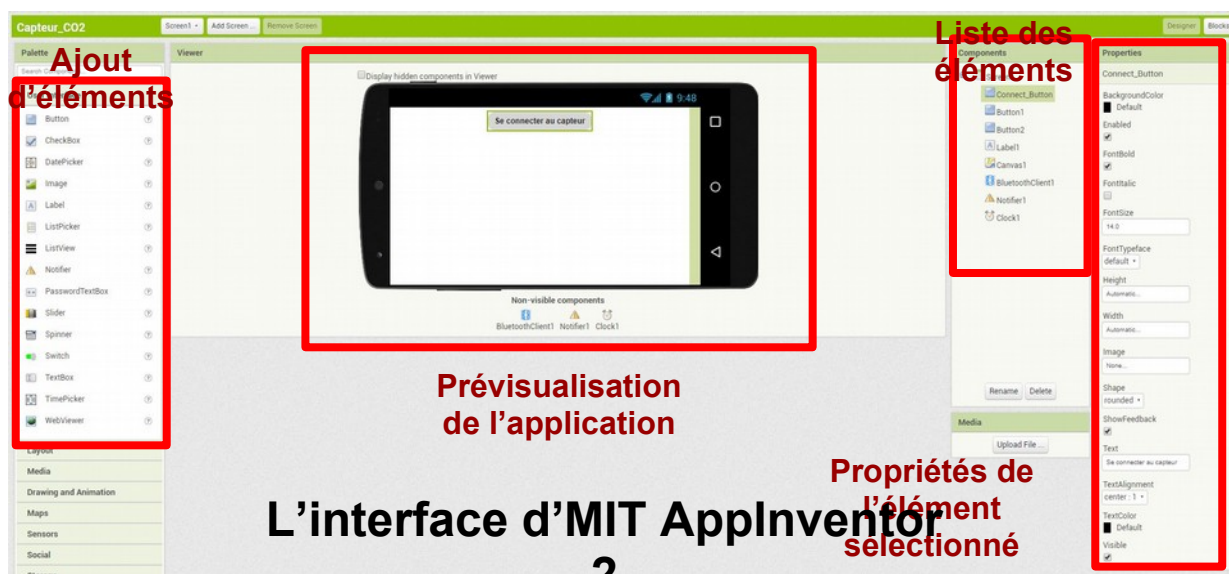 Capteur_CO2
Screen1
Add Screen ...
Remove Screen
Designer
Blocks
Palette
Ajout
d'éléments
Button
CheckBox
DatePicker
Image
Label
ListPicker
ListView
Notifier
PasswordTextBox
Slider
Spinner
Switch
TextBox
TimePicker
WebViewer
Layout
Media
Drawing and Animation
Maps
Sensors
Social
Viewer
Display hidden components in Viewer
9:48
Se connecter au capteur
Non-visible components
BluetoothClient1 Notifier1 Clock1
Prévisualisation
de l'application
Liste des
éléments
Components
Connect_Button
Button1
Button2
Label1
Canvas1
BluetoothClient1
Notifier1
Clock1
Rename
Delete
Media
Upload File ...
Propriétés de
l'élément
sélectionné
Properties
Connect_Button
BackgroundColor
Default
Enabled
FontBold
FontItalic
FontSize
14.0
FontTypeface
default
Height
Automatic...
Width
Automatic...
Image
None...
Shape
rounded
ShowFeedback
Text
Se connecter au capteur
TextAlignment
center : 1
TextColor
Default
Visible
L'interface d'MIT AppInventor
2